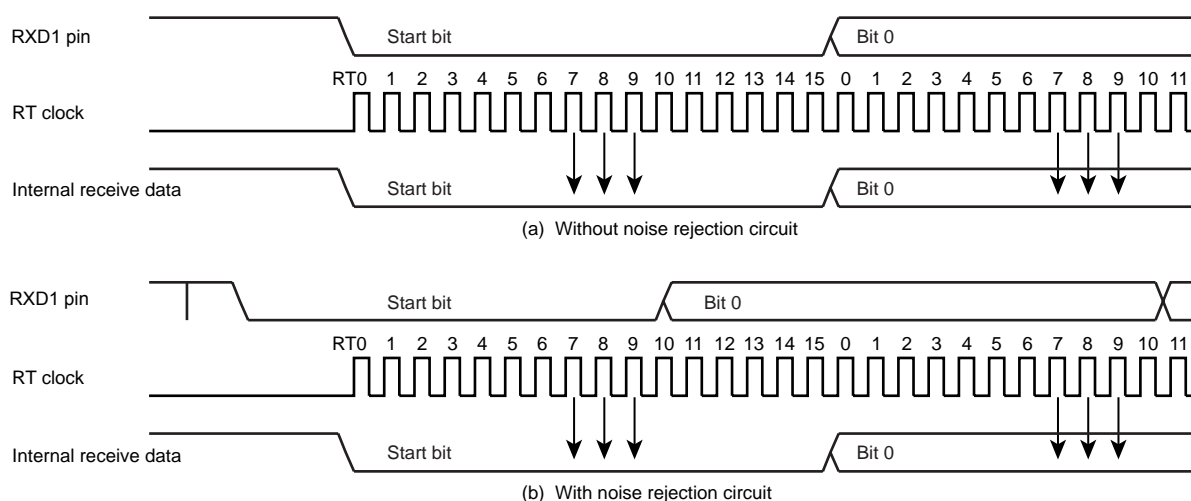 RXD1 pin
Start bit
Bit 0
RT0 1 2 3 4 5 6 7 8 9 10 11 12 13 14 15 0 1 2 3 4 5 6 7 8 9 10 11
RT clock
Internal receive data
Start bit
Bit 0
(a) Without noise rejection circuit
RXD1 pin
Start bit
Bit 0
RT0 1 2 3 4 5 6 7 8 9 10 11 12 13 14 15 0 1 2 3 4 5 6 7 8 9 10 11
RT clock
Internal receive data
Start bit
Bit 0
(b) With noise rejection circuit